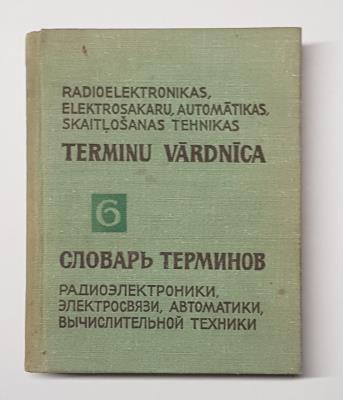 RADIOELEKTRONIKAS,
ELEKTROSAKARU, AUTOMĀTIKAS,
SKAITĻOŠANAS TEHNIKAS
TERMINU VĀRDNĪCA
6
СЛОВАРЬ ТЕРМИНОВ
РАДИОЭЛЕКТРОНИКИ,
ЭЛЕКТРОСВЯЗИ, АВТОМАТИКИ,
ВЫЧИСЛИТЕЛЬНОЙ ТЕХНИКИ